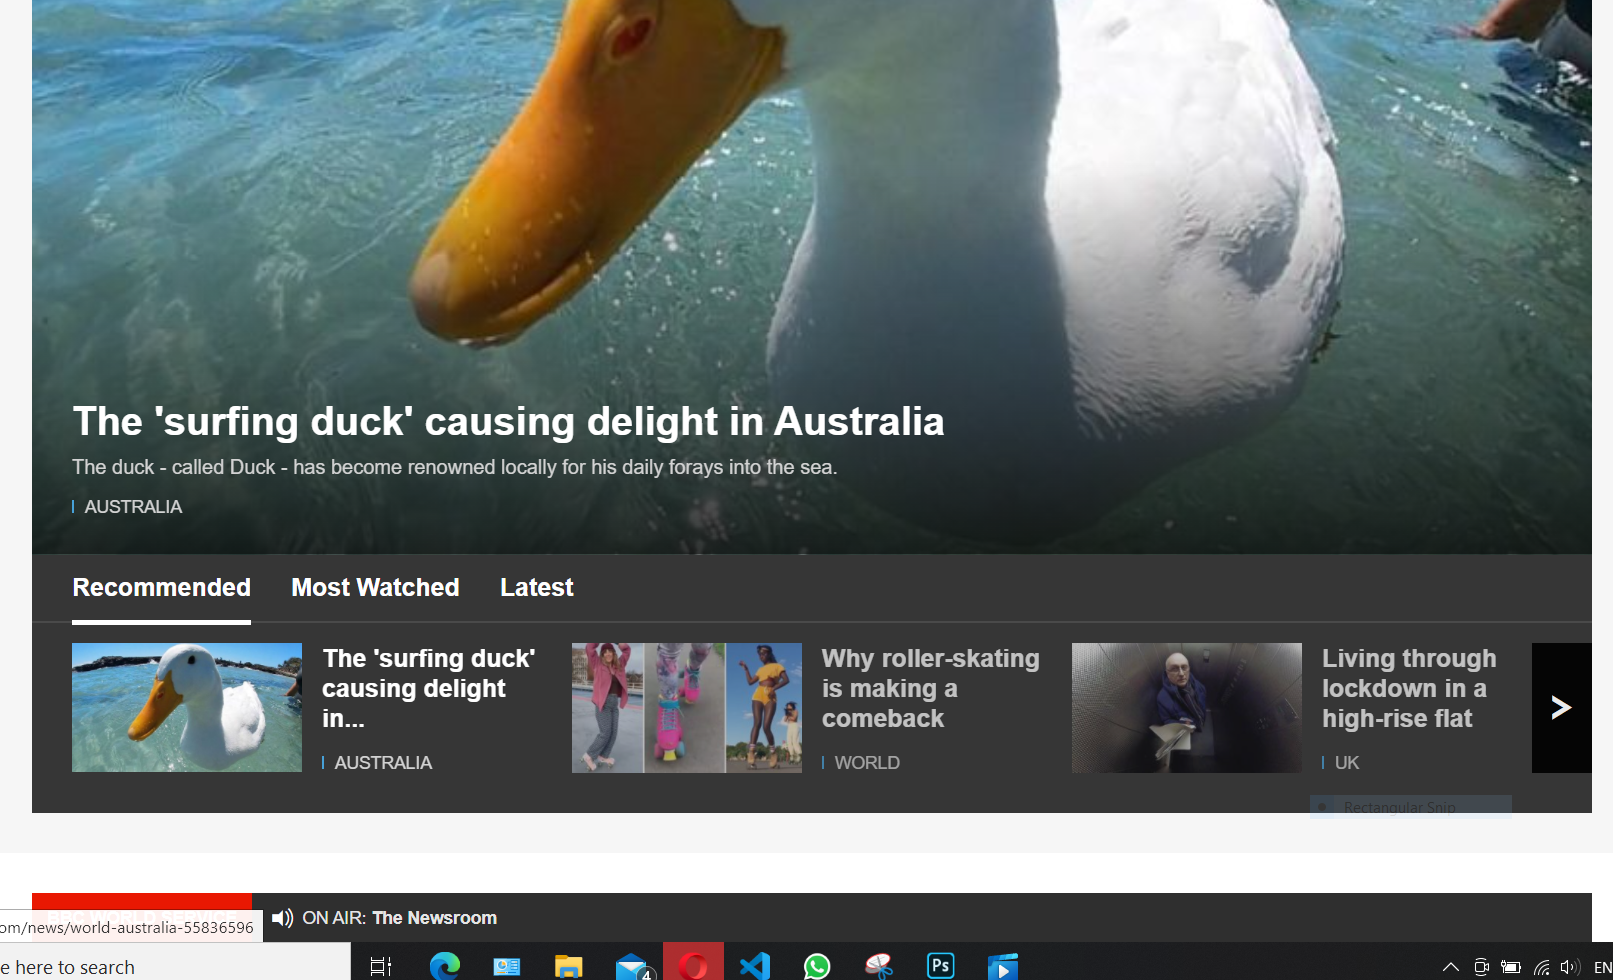 The 'surfing duck' causing delight in Australia
The duck - called Duck - has become renowned locally for his daily forays into the sea.
AUSTRALIA
Recommended Most Watched Latest
The 'surfing duck'
causing delight
in...
AUSTRALIA
Why roller-skating
is making a
comeback
WORLD
Living through
lockdown in a
high-rise flat
UK
Rectangular Snip
BBC WORLD SERVICE
ON AIR: The Newsroom
om/news/world-australia-55836596
e here to search
4
Ps
EN